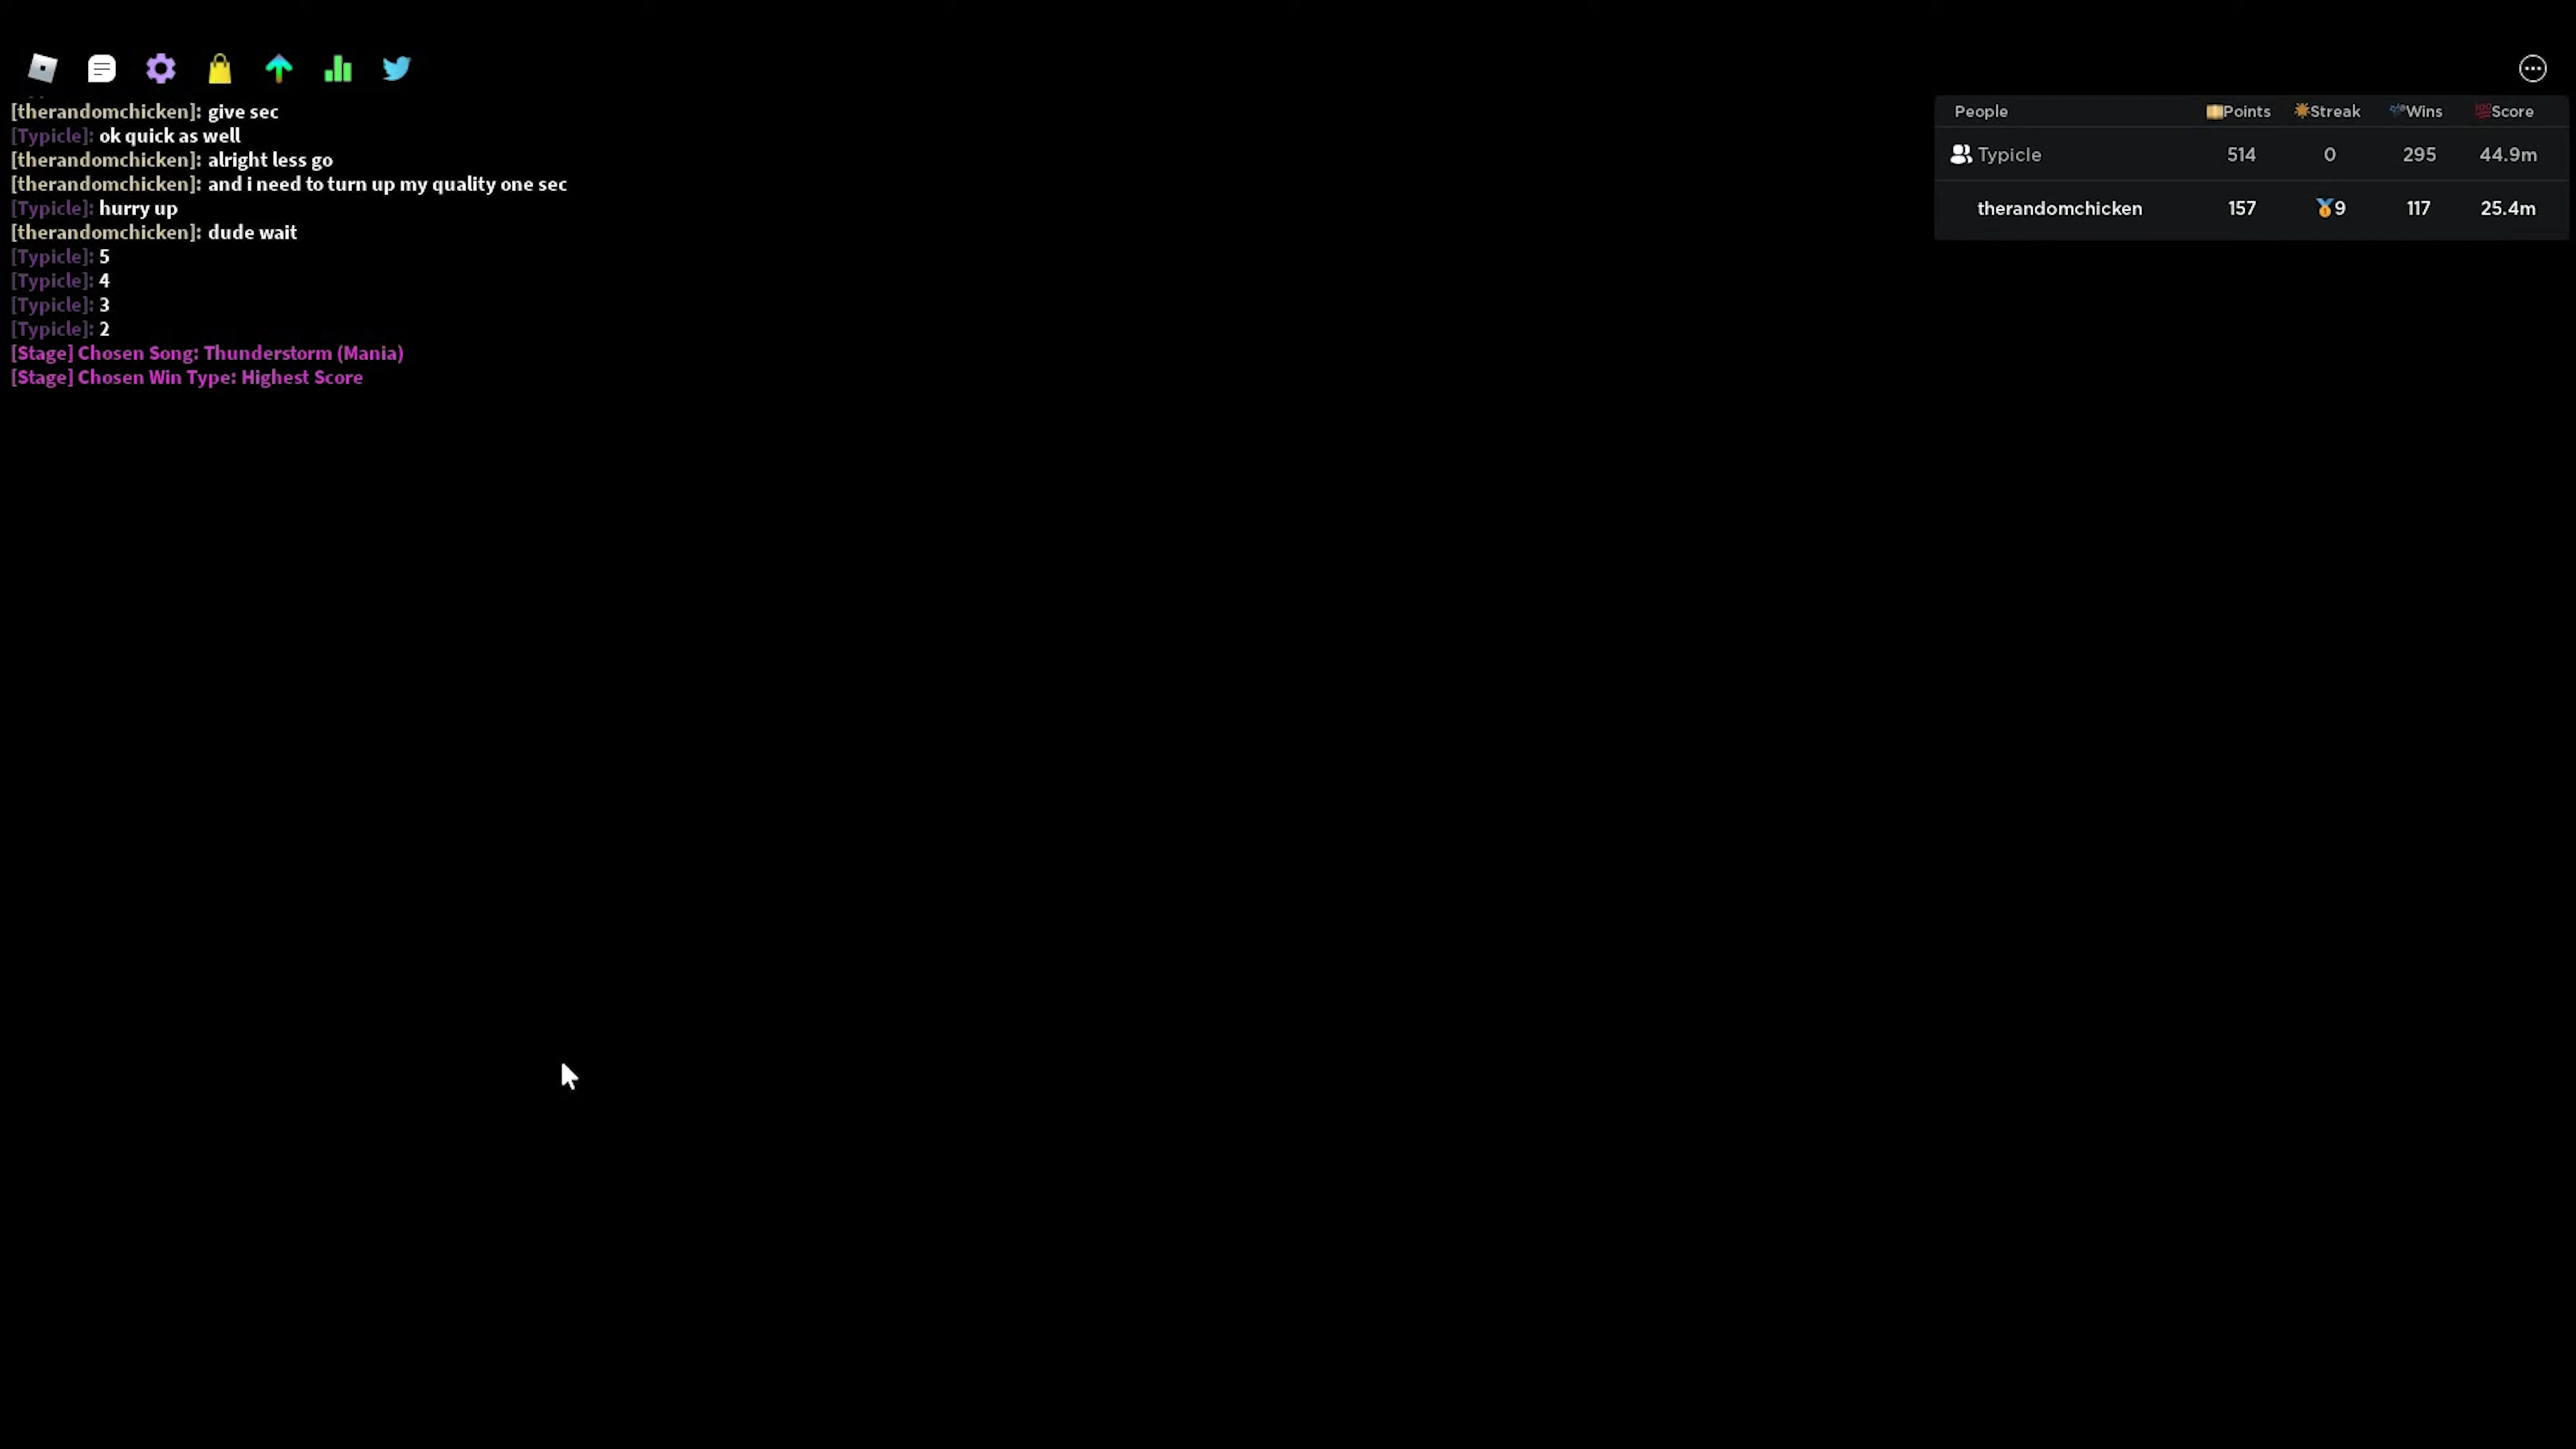 [therandomchicken]: give sec
[Typicle]: ok quick as well
[therandomchicken]: alright less go
[therandomchicken]: and i need to turn up my quality one sec
[Typicle]: hurry up
[therandomchicken]: dude wait
[Typicle]: 5
[Typicle]: 4
[Typicle]: 3
[Typicle]: 2
[Stage] Chosen Song: Thunderstorm (Mania)
[Stage] Chosen Win Type: Highest Score
People Points Streak Wins Score
Typicle 514 0 295 44.9m
therandomchicken 157 9 117 25.4m